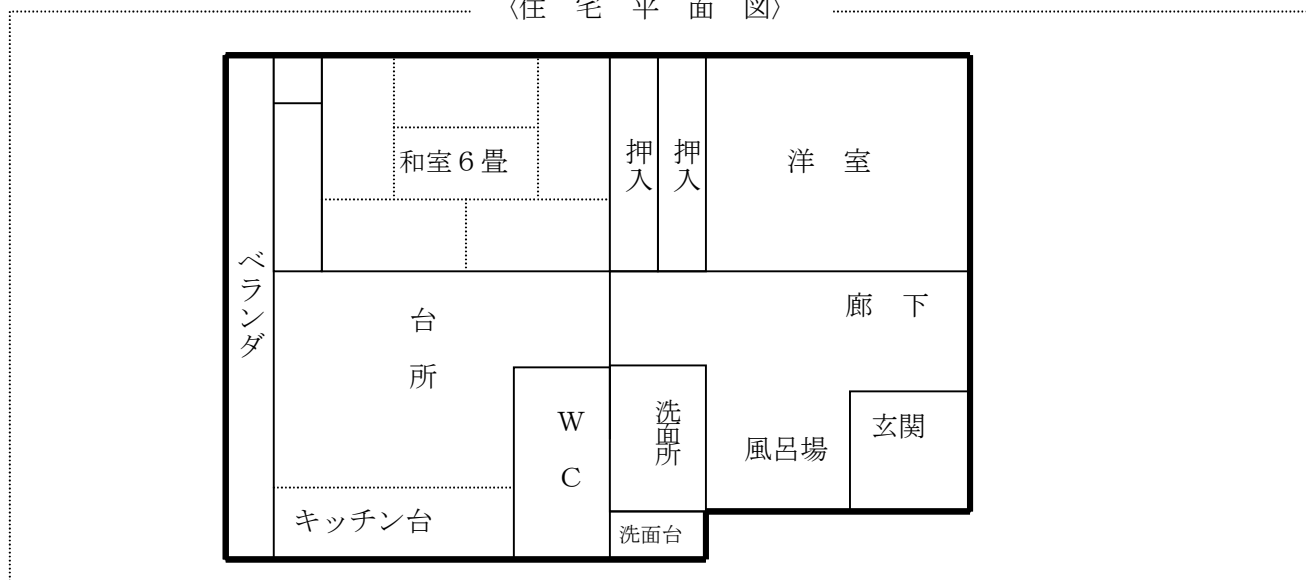 〈住 宅 平 面 図〉
和室６畳
押入
押入
洋 室
ベランダ
廊 下
台所
ＷＣ
洗面所
風呂場
玄関
キッチン台
洗面台